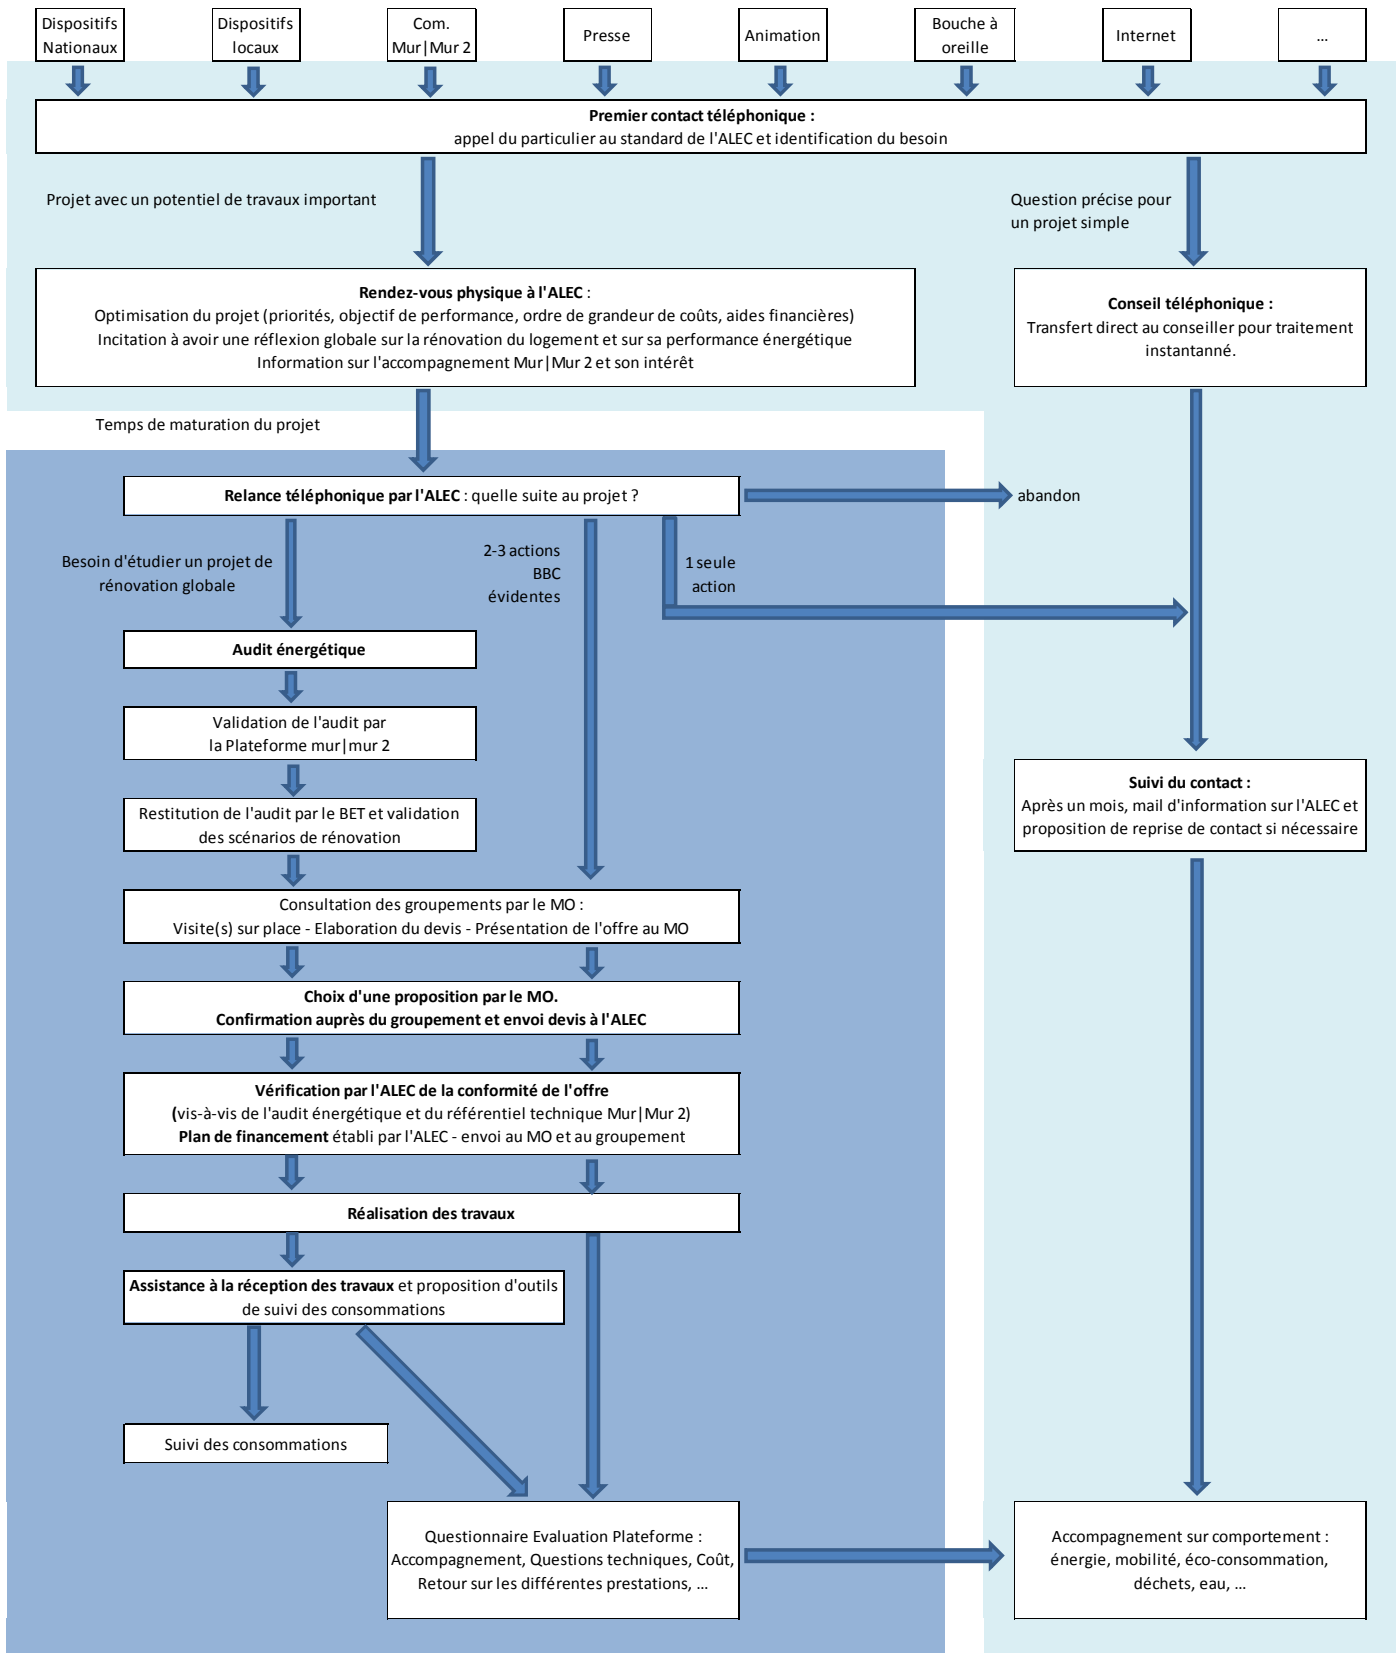 Dispositifs
Nationaux
Dispositifs
locaux
Com.
Mur|Mur 2
Presse
Animation
Bouche à
oreille
Internet
...
Premier contact téléphonique :
appel du particulier au standard de l'ALEC et identification du besoin
Projet avec un potentiel de travaux important
Question précise pour
un projet simple
Rendez-vous physique à l'ALEC :
Optimisation du projet (priorités, objectif de performance, ordre de grandeur de coûts, aides financières)
Incitation à avoir une réflexion globale sur la rénovation du logement et sur sa performance énergétique
Information sur l'accompagnement Mur|Mur 2 et son intérêt
Conseil téléphonique :
Transfert direct au conseiller pour traitement
instantanné.
Temps de maturation du projet
Relance téléphonique par l'ALEC : quelle suite au projet ?
abandon
Besoin d'étudier un projet de
rénovation globale
2-3 actions
BBC
évidentes
1 seule
action
Audit énergétique
Validation de l'audit par
la Plateforme mur|mur 2
Restitution de l'audit par le BET et validation
des scénarios de rénovation
Suivi du contact :
Après un mois, mail d'information sur l'ALEC et
proposition de reprise de contact si nécessaire
Consultation des groupements par le MO :
Visite(s) sur place - Elaboration du devis - Présentation de l'offre au MO
Choix d'une proposition par le MO.
Confirmation auprès du groupement et envoi devis à l'ALEC
Vérification par l'ALEC de la conformité de l'offre
(vis-à-vis de l'audit énergétique et du référentiel technique Mur|Mur 2)
Plan de financement établi par l'ALEC - envoi au MO et au groupement
Réalisation des travaux
Assistance à la réception des travaux et proposition d'outils
de suivi des consommations
Suivi des consommations
Questionnaire Evaluation Plateforme :
Accompagnement, Questions techniques, Coût,
Retour sur les différentes prestations, ...
Accompagnement sur comportement :
énergie, mobilité, éco-consommation,
déchets, eau, ...